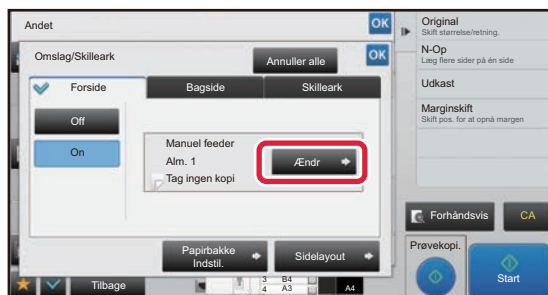 Andet
OK
Omslag/Skilleark
Annuller alle
OK
Forside
Bagside
Skilleark
Off
On
Manuel feeder
Alm. 1
Tag ingen kopi
Ændr
Papirbakke
Indstil.
Sidelayout
Tilbage
3 B4
4 A3
A4
Original
Skift størrelse/retning.
N-Op
Læg flere sider på én side
Udkast
Marginskift
Skift pos. for at opnå margen
Forhåndsvis
CA
Prøvekopi.
Start